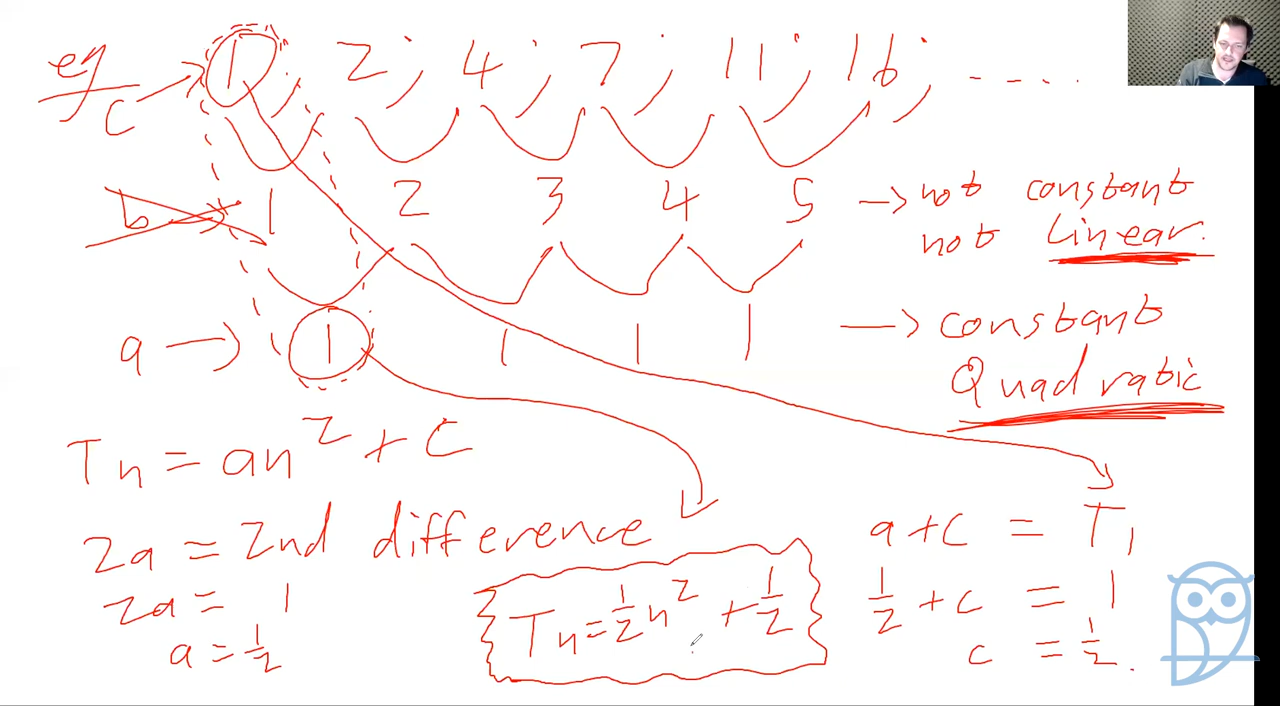 eg 1; 2; 4; 7; 11; 16; ....
c →
b → 1 2 3 4 5 → not constant
not linear.
a → 1 1 1 1 → constant
Quadratic
Tn = an² + c
2a = 2nd difference
2a = 1
a = 1/2
Tn = 1/2 n² + 1/2
a + c = T₁
1/2 + c = 1
c = 1/2.